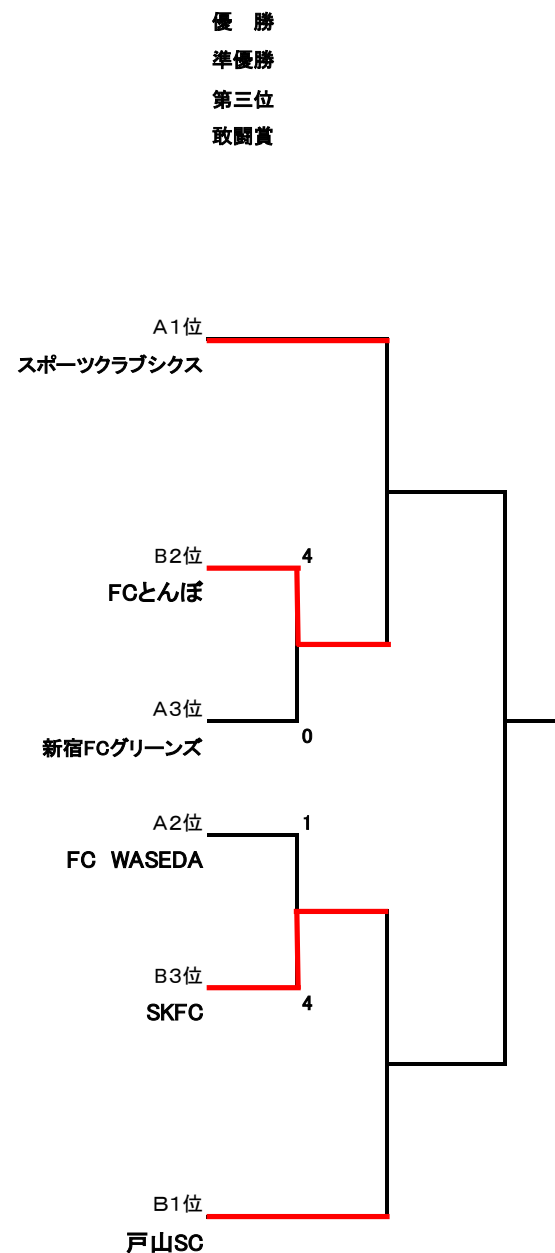 優　勝
準優勝
第三位
敢闘賞
A1位
スポーツクラブシクス
B2位
4
FCとんぼ
A3位
0
新宿FCグリーンズ
A2位
1
FC　WASEDA
B3位
4
SKFC
B1位
戸山SC